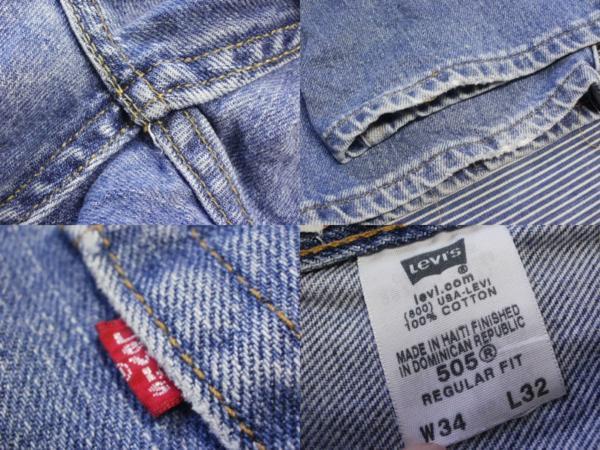 LEVI'S
Levi's
levi.com
(800) USA-LEVI
100% COTTON
MADE IN HAITI FINISHED
IN DOMINICAN REPUBLIC
505®
REGULAR FIT
W34 L32